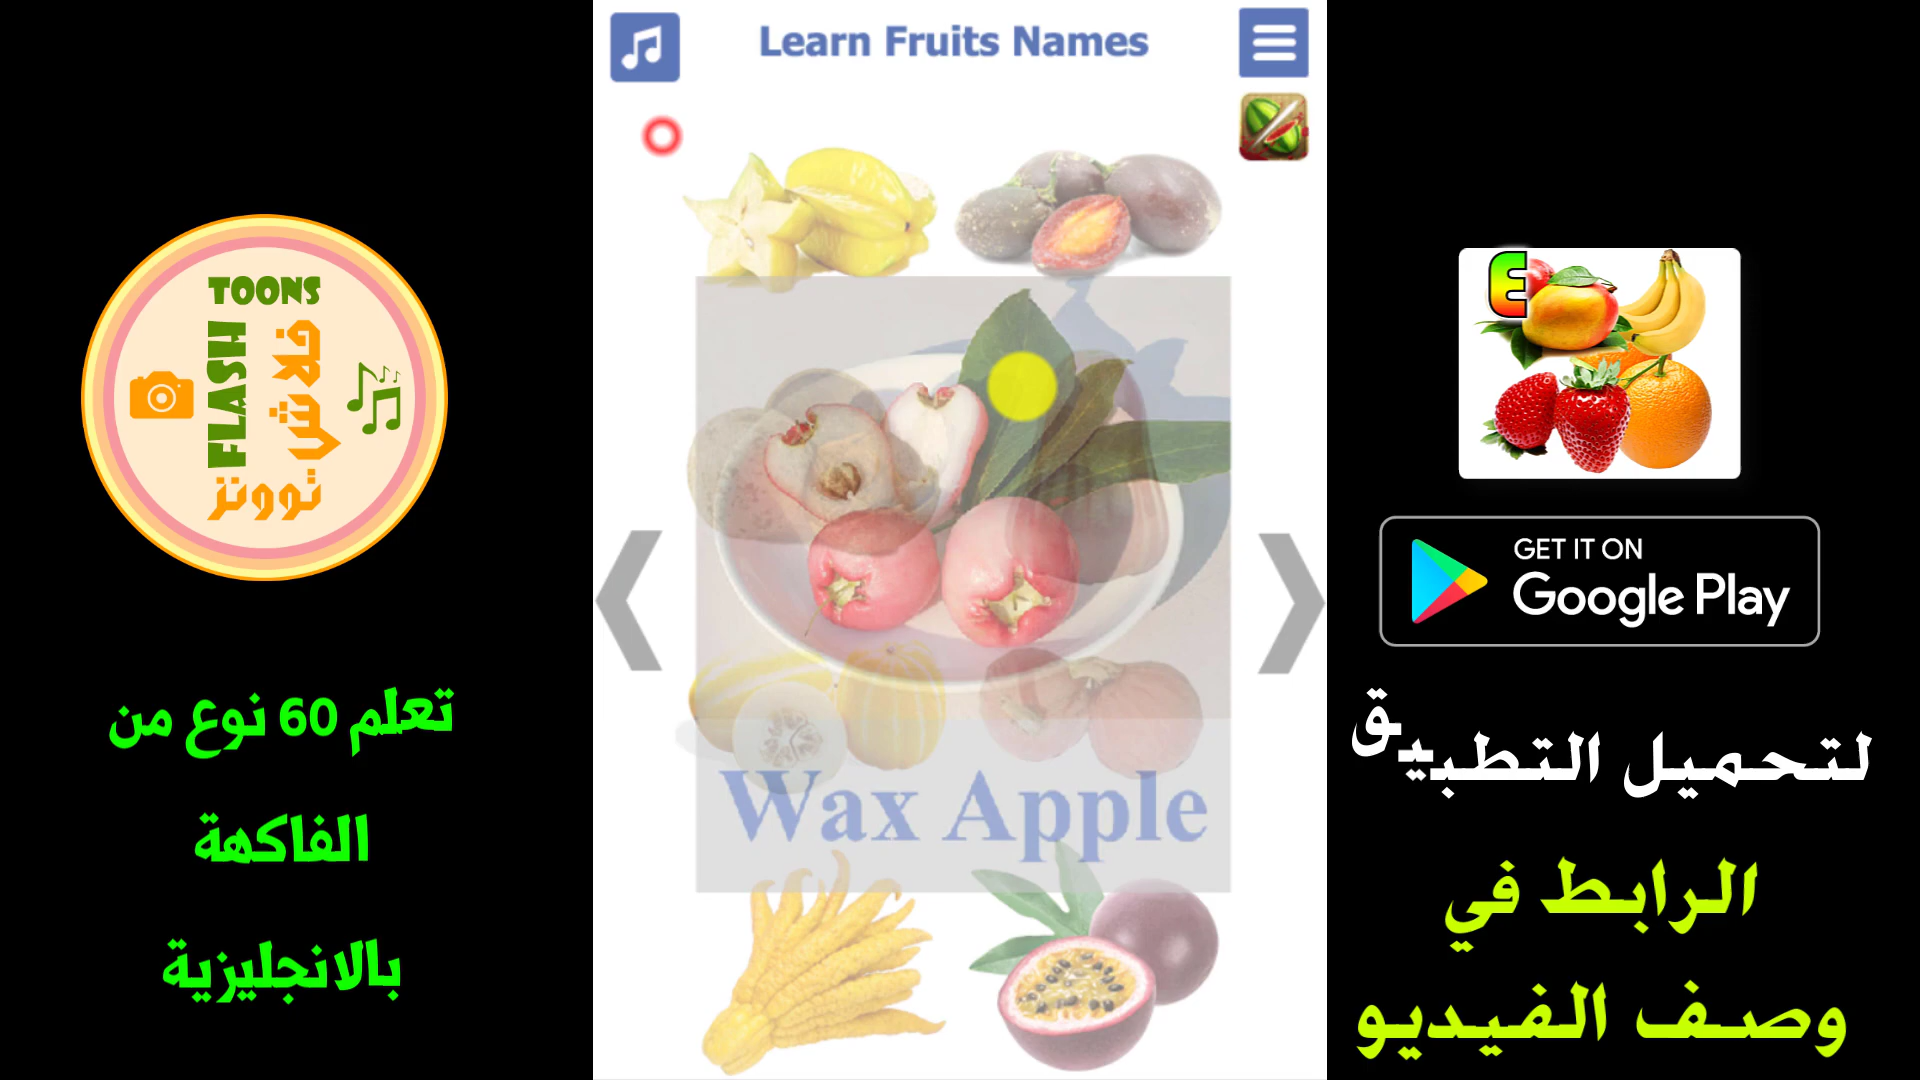 Learn Fruits Names
TOONS
FLASH
فلاش
توونز
E
GET IT ON
Google Play
تعلم 60 نوع من
الفاكهة
بالانجليزية
Wax Apple
لتحميل التطبيق
الرابط في
وصف الفيديو